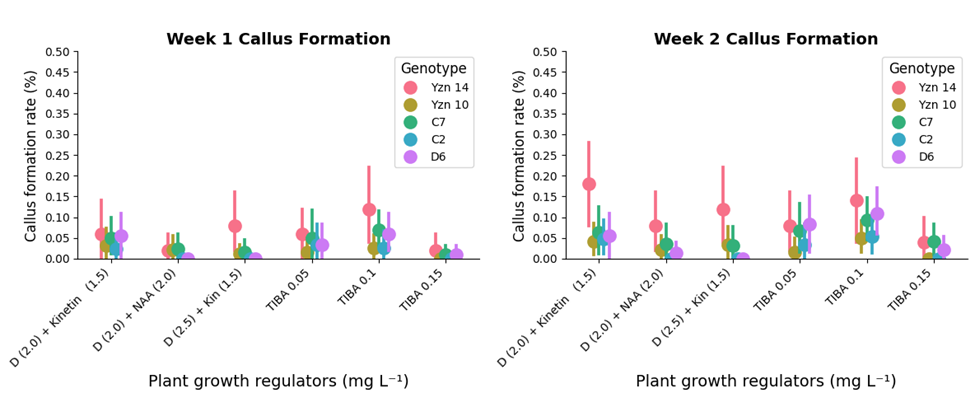 Week 1 Callus Formation
Callus formation rate (%)
0.50
0.45
0.40
0.35
0.30
0.25
0.20
0.15
0.10
0.05
0.00
Genotype
Yzn 14
Yzn 10
C7
C2
D6
D (2.0) + Kinetin (1.5)
D (2.0) + NAA (2.0)
D (2.5) + Kin (1.5)
TIBA 0.05
TIBA 0.1
TIBA 0.15
Plant growth regulators (mg L⁻¹)
Week 2 Callus Formation
Callus formation rate (%)
0.50
0.45
0.40
0.35
0.30
0.25
0.20
0.15
0.10
0.05
0.00
Genotype
Yzn 14
Yzn 10
C7
C2
D6
D (2.0) + Kinetin (1.5)
D (2.0) + NAA (2.0)
D (2.5) + Kin (1.5)
TIBA 0.05
TIBA 0.1
TIBA 0.15
Plant growth regulators (mg L⁻¹)